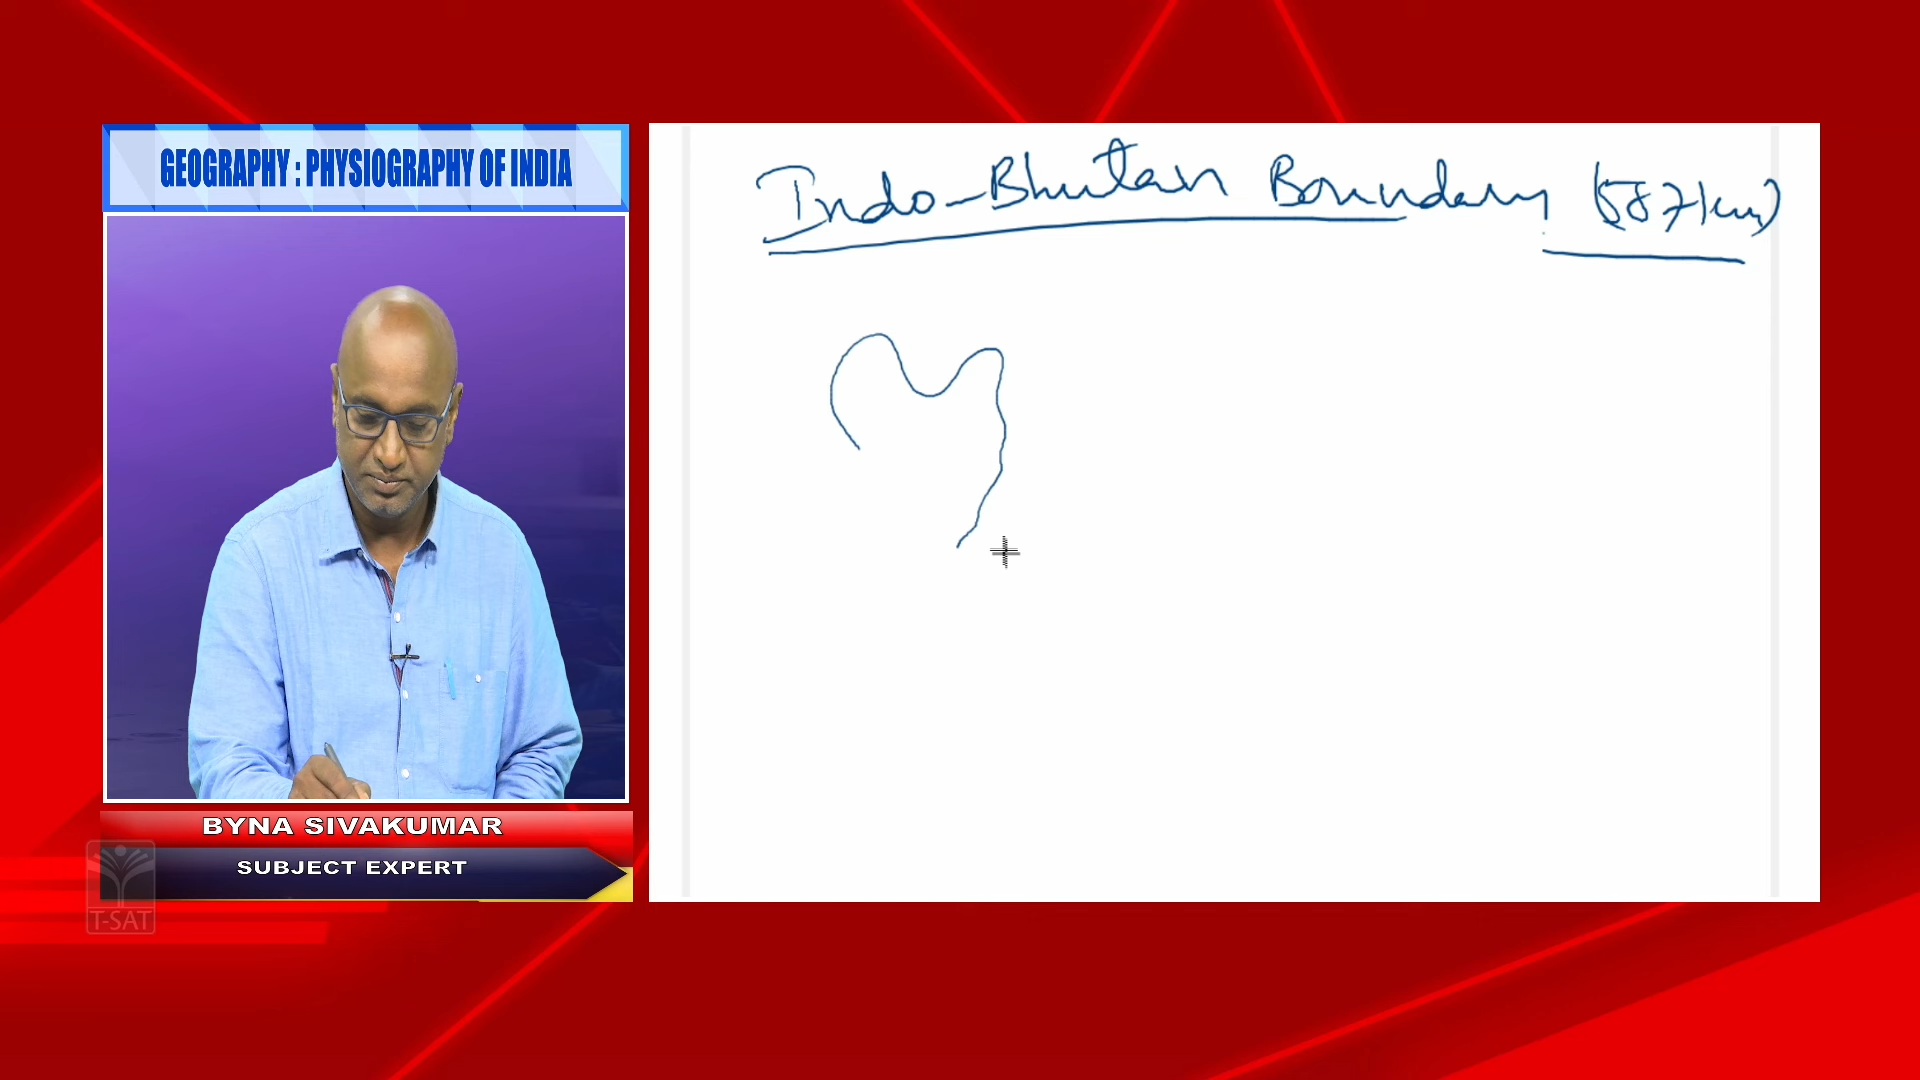 GEOGRAPHY : PHYSIOGRAPHY OF INDIA
Indo-Bhutan Boundary (587km)
BYNA SIVAKUMAR
SUBJECT EXPERT
T-SAT